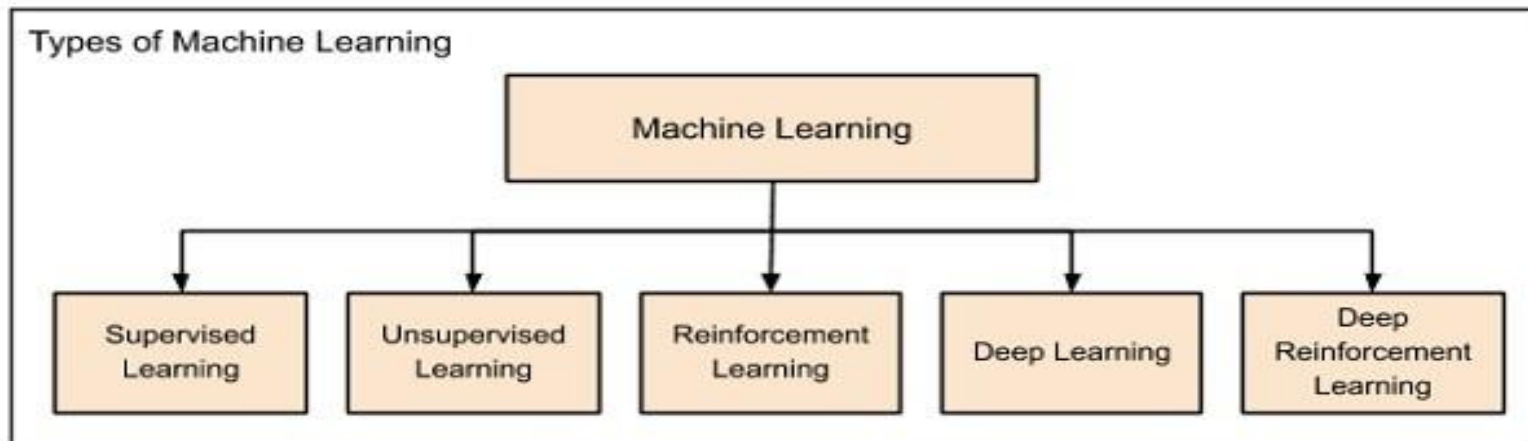 Types of Machine Learning
Machine Learning
Supervised
Learning
Unsupervised
Learning
Reinforcement
Learning
Deep Learning
Deep
Reinforcement
Learning